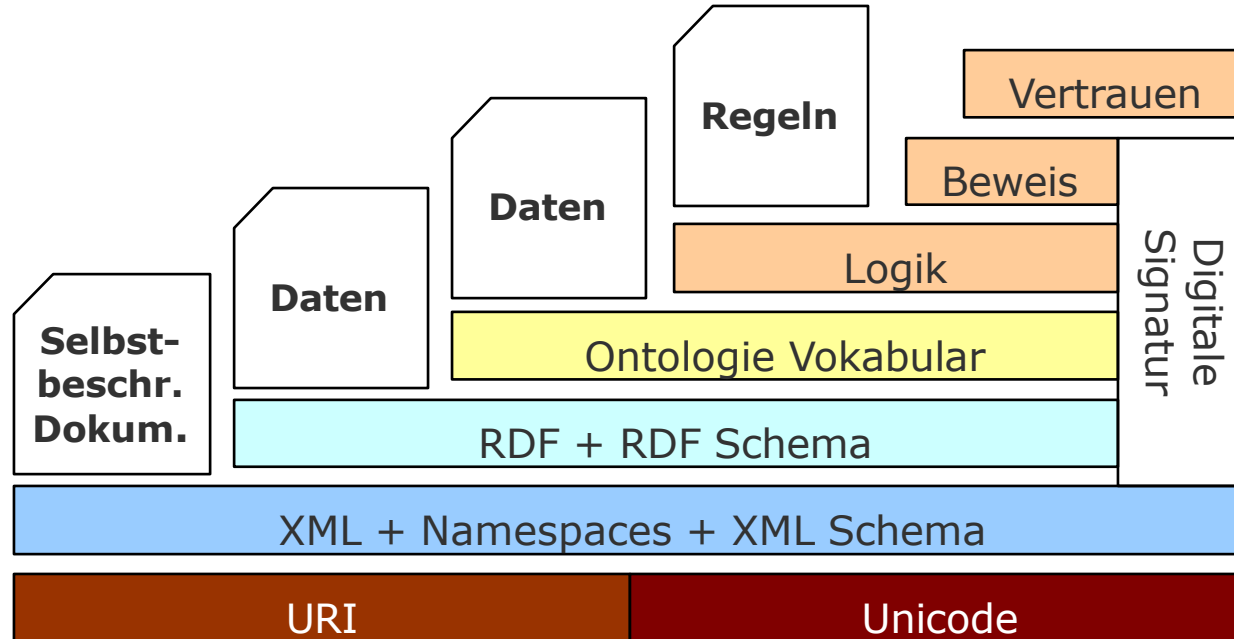 Regeln
Vertrauen
Daten
Beweis
Daten
Logik
Digitale
Signatur
Selbst-
beschr.
Dokum.
Ontologie Vokabular
RDF + RDF Schema
XML + Namespaces + XML Schema
URI
Unicode